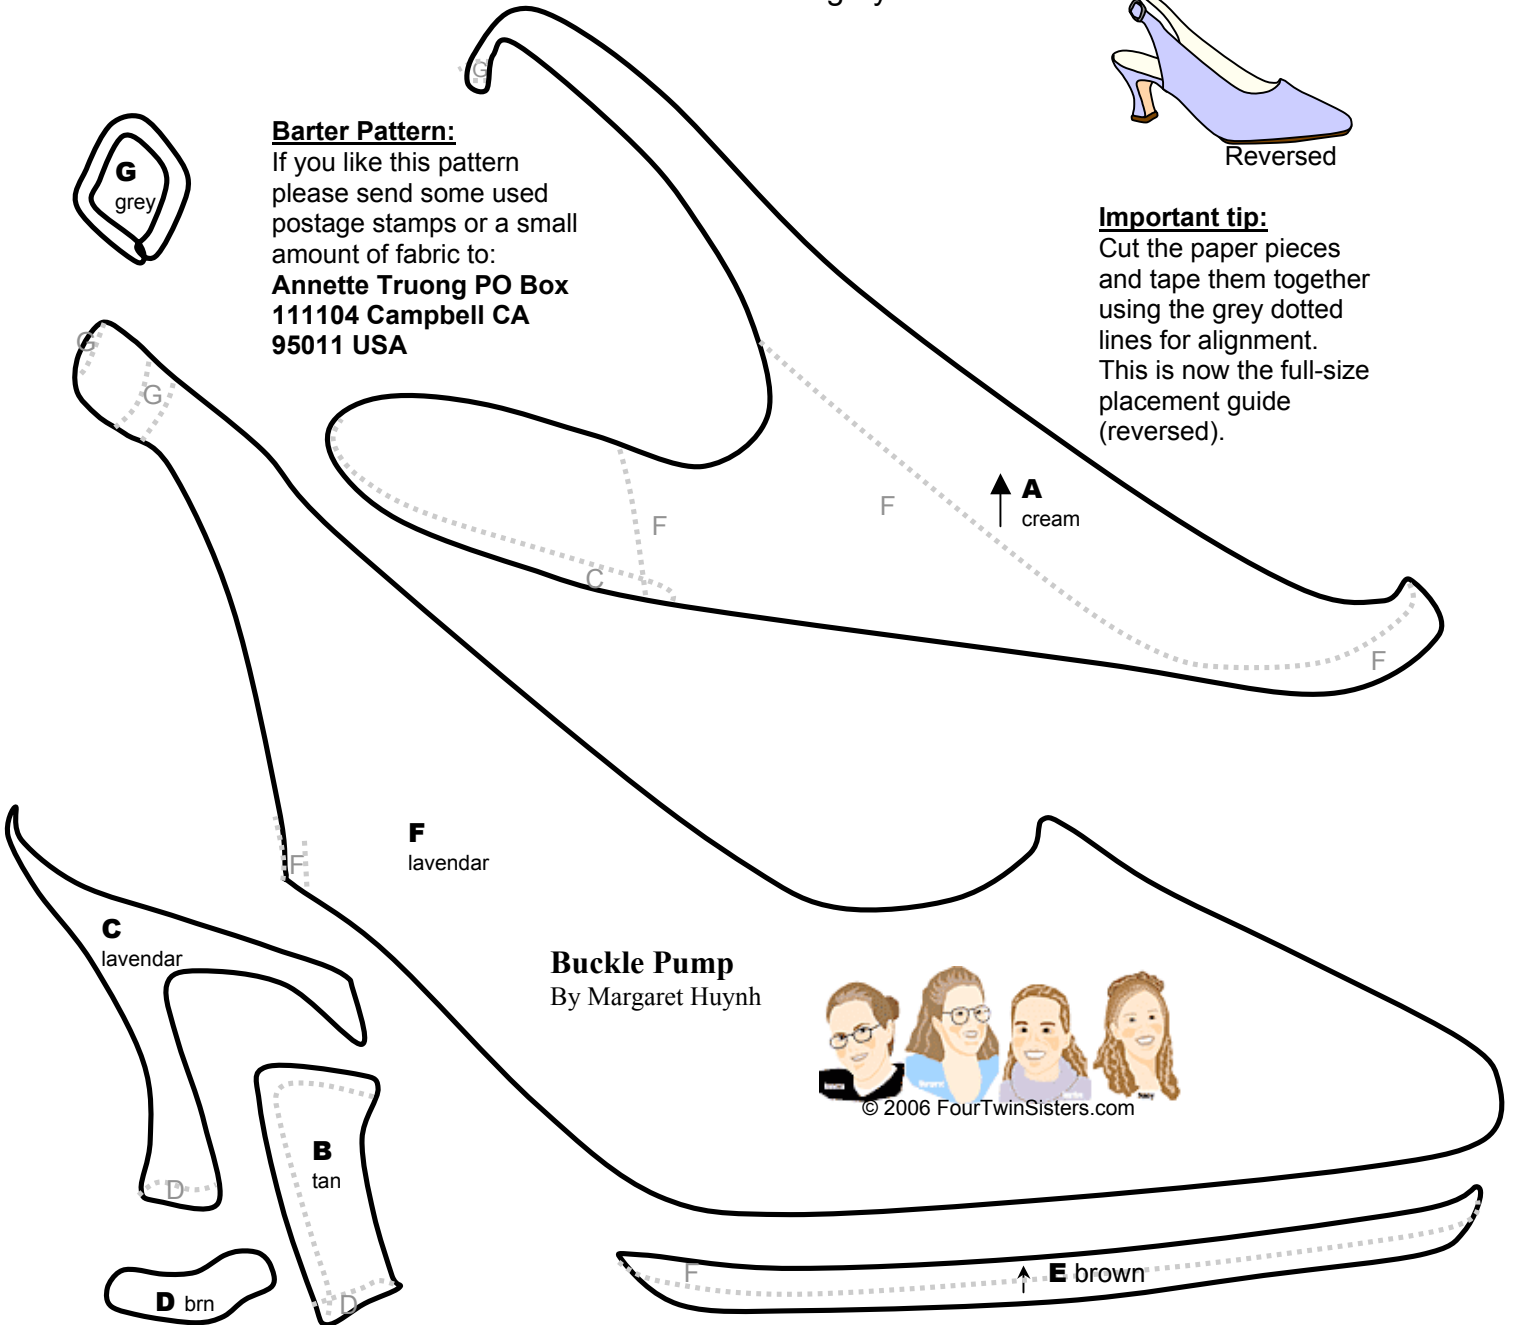 G
Reversed
G
grey
Barter Pattern:
If you like this pattern
please send some used
postage stamps or a small
amount of fabric to:
Annette Truong PO Box
111104 Campbell CA
95011 USA
Important tip:
Cut the paper pieces
and tape them together
using the grey dotted
lines for alignment.
This is now the full-size
placement guide
(reversed).
G
G
A
cream
F
F
C
F
F
lavendar
F
C
lavendar
Buckle Pump
By Margaret Huynh
© 2006 FourTwinSisters.com
B
tan
D
F
E brown
D brn
D